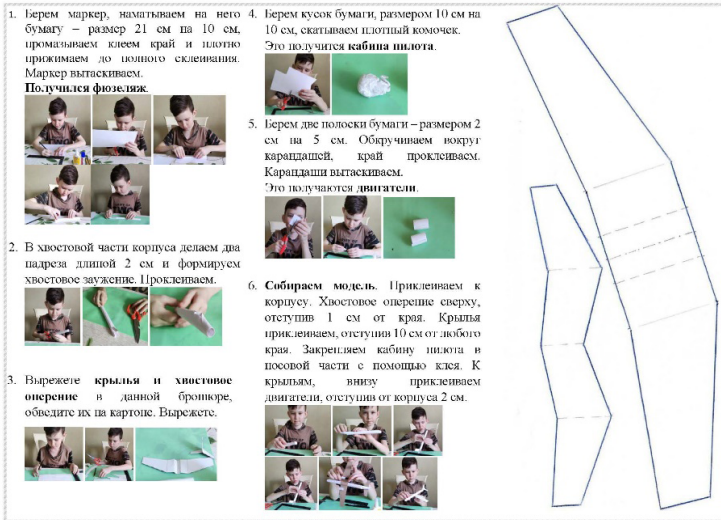 1. Берем маркер, наматываем на него
бумагу – размер 21 см на 10 см,
промазываем клеем край и плотно
прижимаем до полного склеивания.
Маркер вытаскиваем.
Получился фюзеляж.
2. В хвостовой части корпуса делаем два
надреза длиной 2 см и формируем
хвостовое заужение. Проклеиваем.
3. Вырежете крылья и хвостовое
оперение в данной брошюре,
обведите их на картоне. Вырежете.
4. Берем кусок бумаги, размером 10 см на
10 см, скатываем плотный комочек.
Это получится кабина пилота.
5. Берем две полоски бумаги – размером 2
см на 5 см. Обкручиваем вокруг
карандашей, край проклеиваем.
Карандаши вытаскиваем.
Это получаются двигатели.
6. Собираем модель. Приклеиваем к
корпусу. Хвостовое оперение сверху,
отступив 1 см от края. Крылья
приклеиваем, отступив 10 см от любого
края. Закрепляем кабину пилота в
носовой части с помощью клея. К
крыльям, внизу приклеиваем
двигатели, отступив от корпуса 2 см.